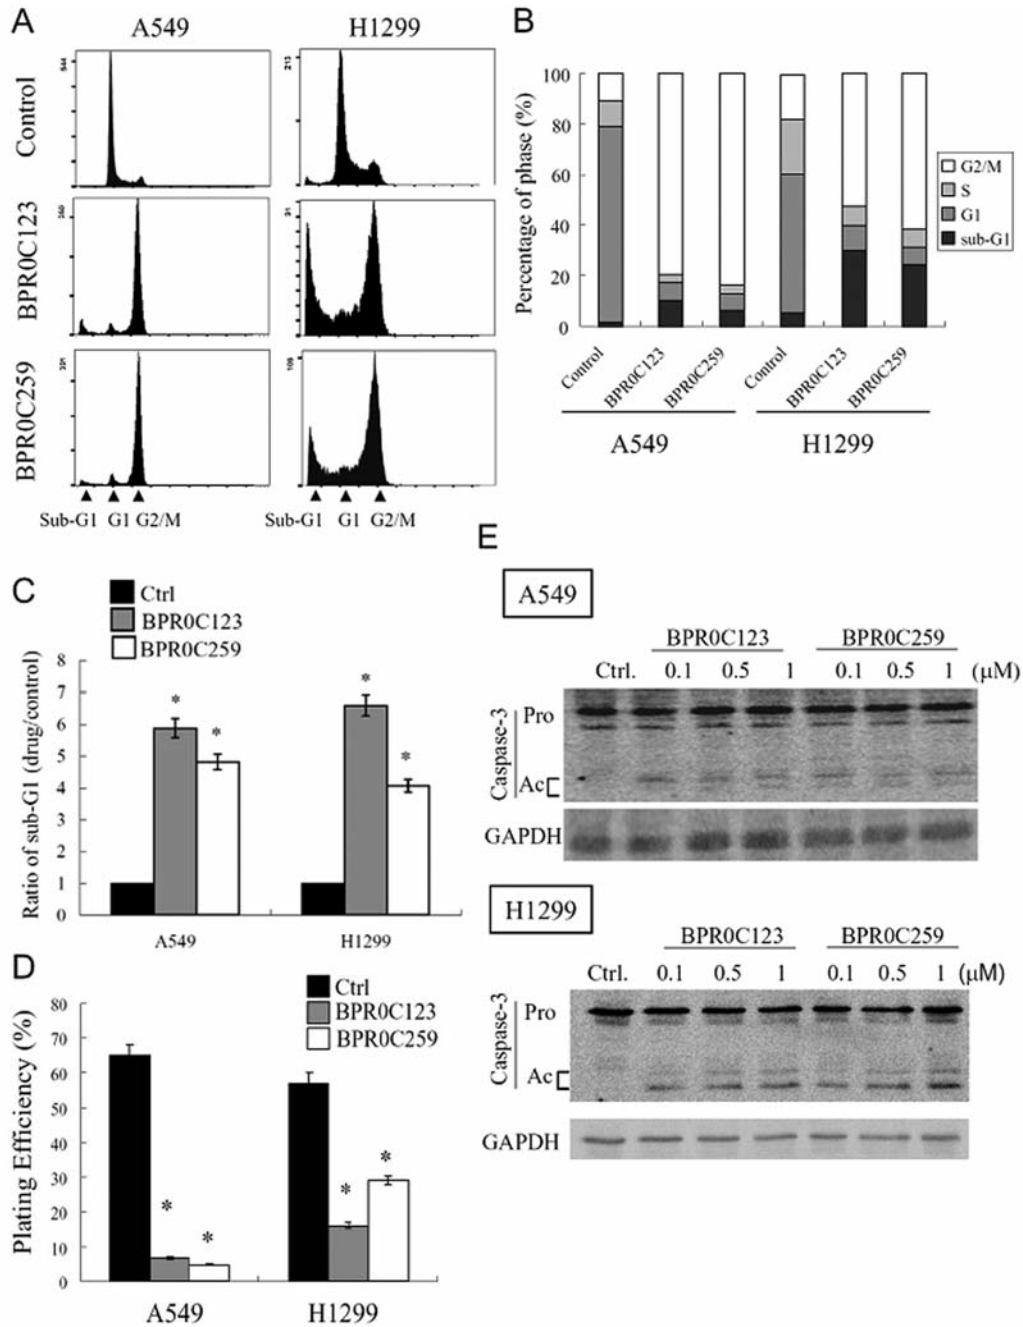 A
A549
H1299
Control
544
213
BPR0C123
31
BPR0C259
Sub-G1 G1 G2/M
Sub-G1 G1 G2/M
B
Percentage of phase (%)
100
80
60
40
20
0
G2/M
S
G1
sub-G1
Control
BPR0C123
BPR0C259
Control
BPR0C123
BPR0C259
A549
H1299
C
Ctrl
BPR0C123
BPR0C259
Ratio of sub-G1 (drug/control)
8
7
6
5
4
3
2
1
0
* * * *
A549
H1299
D
Ctrl
BPR0C123
BPR0C259
Plating Efficiency (%)
80
70
60
50
40
30
20
10
0
* * * *
A549
H1299
E
A549
BPR0C123 BPR0C259
Ctrl. 0.1 0.5 1 0.1 0.5 1 (μM)
Caspase-3
Pro
Ac
GAPDH
H1299
BPR0C123 BPR0C259
Ctrl. 0.1 0.5 1 0.1 0.5 1 (μM)
Caspase-3
Pro
Ac
GAPDH